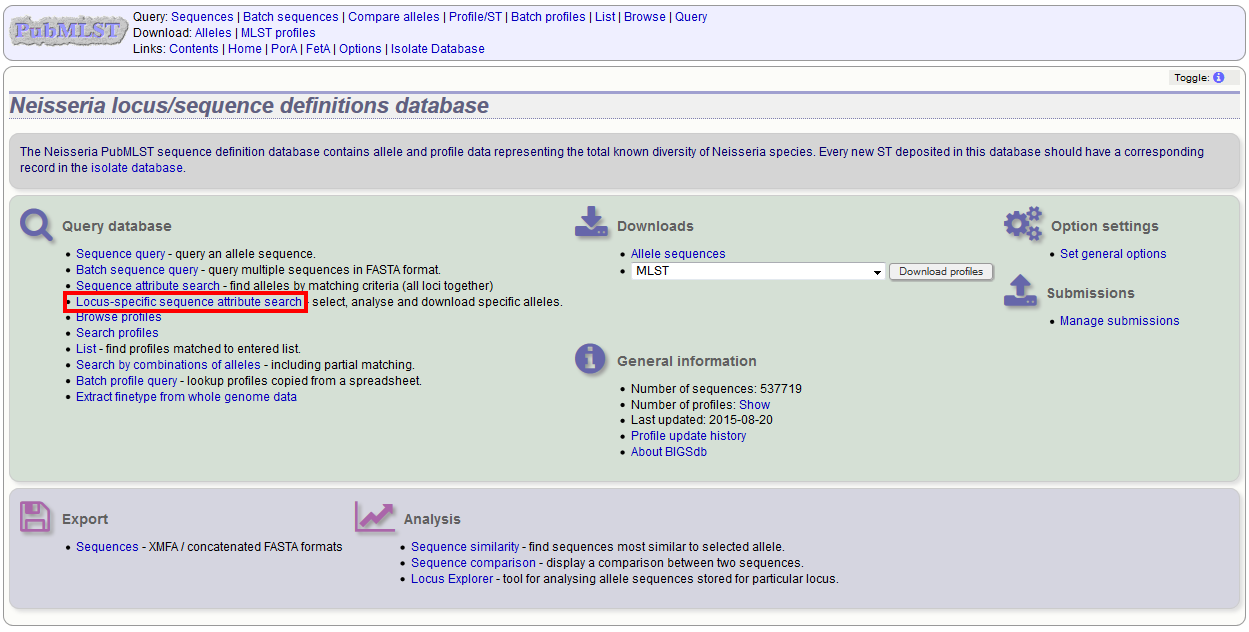 PubMLST
Query: Sequences | Batch sequences | Compare alleles | Profile/ST | Batch profiles | List | Browse | Query
Download: Alleles | MLST profiles
Links: Contents | Home | PorA | FetA | Options | Isolate Database
Toggle: i
Neisseria locus/sequence definitions database
The Neisseria PubMLST sequence definition database contains allele and profile data representing the total known diversity of Neisseria species. Every new ST deposited in this database should have a corresponding
record in the isolate database.
Query database
• Sequence query - query an allele sequence.
• Batch sequence query - query multiple sequences in FASTA format.
• Sequence attribute search - find alleles by matching criteria (all loci together)
• Locus-specific sequence attribute search - select, analyse and download specific alleles.
• Browse profiles
• Search profiles
• List - find profiles matched to entered list.
• Search by combinations of alleles - including partial matching.
• Batch profile query - lookup profiles copied from a spreadsheet.
• Extract finetype from whole genome data
Downloads
• Allele sequences
• MLST Download profiles
i General information
• Number of sequences: 537719
• Number of profiles: Show
• Last updated: 2015-08-20
• Profile update history
• About BIGSdb
Option settings
• Set general options
Submissions
• Manage submissions
Export
• Sequences - XMFA / concatenated FASTA formats
Analysis
• Sequence similarity - find sequences most similar to selected allele.
• Sequence comparison - display a comparison between two sequences.
• Locus Explorer - tool for analysing allele sequences stored for particular locus.